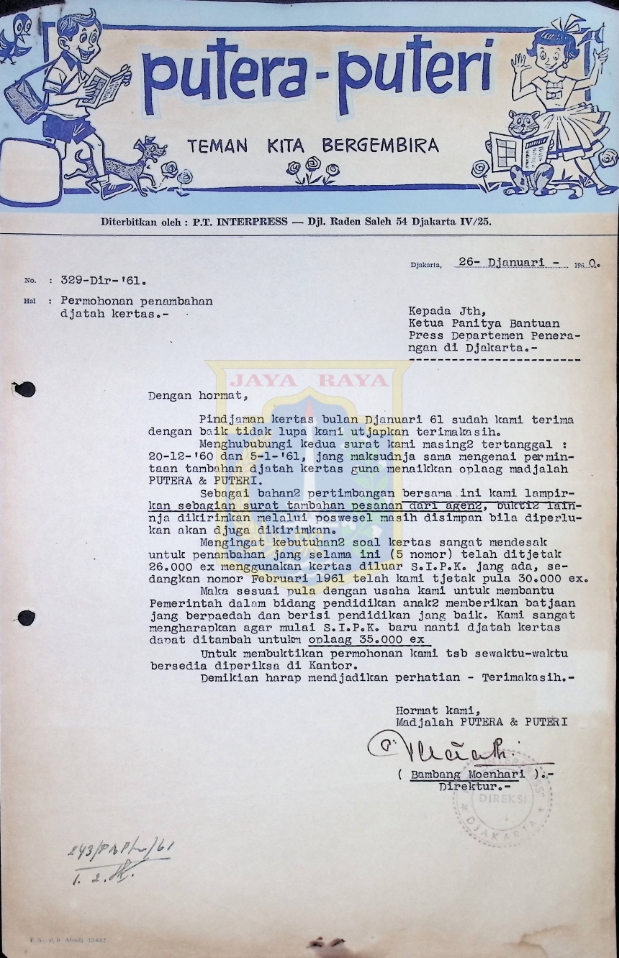 putera-puteri
TEMAN KITA BERGEMBIRA
Diterbitkan oleh : P.T. INTERPRESS — Djl. Raden Saleh 54 Djakarta IV/25.
Djakarta, 26- Djanuari - 1960.
No. : 329-Dir-'61.
Hal : Permohonan penambahan
djatah kertas.-
Kepada Jth,
Ketua Panitya Bantuan
Press Departemen Penera-
ngan di Djakarta.-
JAYA RAYA
Dengan hormat,
Pindjaman kertas bulan Djanuari 61 sudah kami terima
dengan baik tidak lupa kami utjapkan terimakasih.
Menghubungi kedua surat kami masing2 tertanggal :
20-12-'60 dan 5-1-'61, jang maksudnja sama mengenai permin-
taan tambahan djatah kertas guna menaikkan oplaag madjalah
PUTERA & PUTERI.
Sebagai bahan2 pertimbangan bersama ini kami lampir-
kan sebagian surat tambahan pesanan dari agen2, bukti2 lain-
nja dikirimkan melalui poswesel masih disimpan bila diperlu-
kan akan djuga dikirimkan.
Mengingat kebutuhan2 soal kertas sangat mendesak
untuk penambahan jang selama ini (5 nomor) telah ditjetak
26.000 ex menggunakan kertas diluar S.I.P.K. jang ada, se-
dangkan nomor Februri 1961 telah kami tjetak pula 30.000 ex.
Maka sesuai pula dengan usaha kami untuk membantu
Pemerintah dalam bidang pendidikan anak2 memberikan batjaan
jang berpaedah dan berisi pendidikan jang baik. Kami sangat
mengharapkan agar mulai S.I.P.K. baru nanti djatah kertas
dapat ditambah untukm oplaag 35.000 ex
Untuk membuktikan permohonan kami tsb sewaktu-waktu
bersedia diperiksa di Kantor.
Demikian harap mendjadikan perhatian - Terimakasih.-
Hormat kami,
Madjalah PUTERA & PUTERI
( Bambang Moenhari ).-
Direktur.-
DIREKSI
DJAKARTA